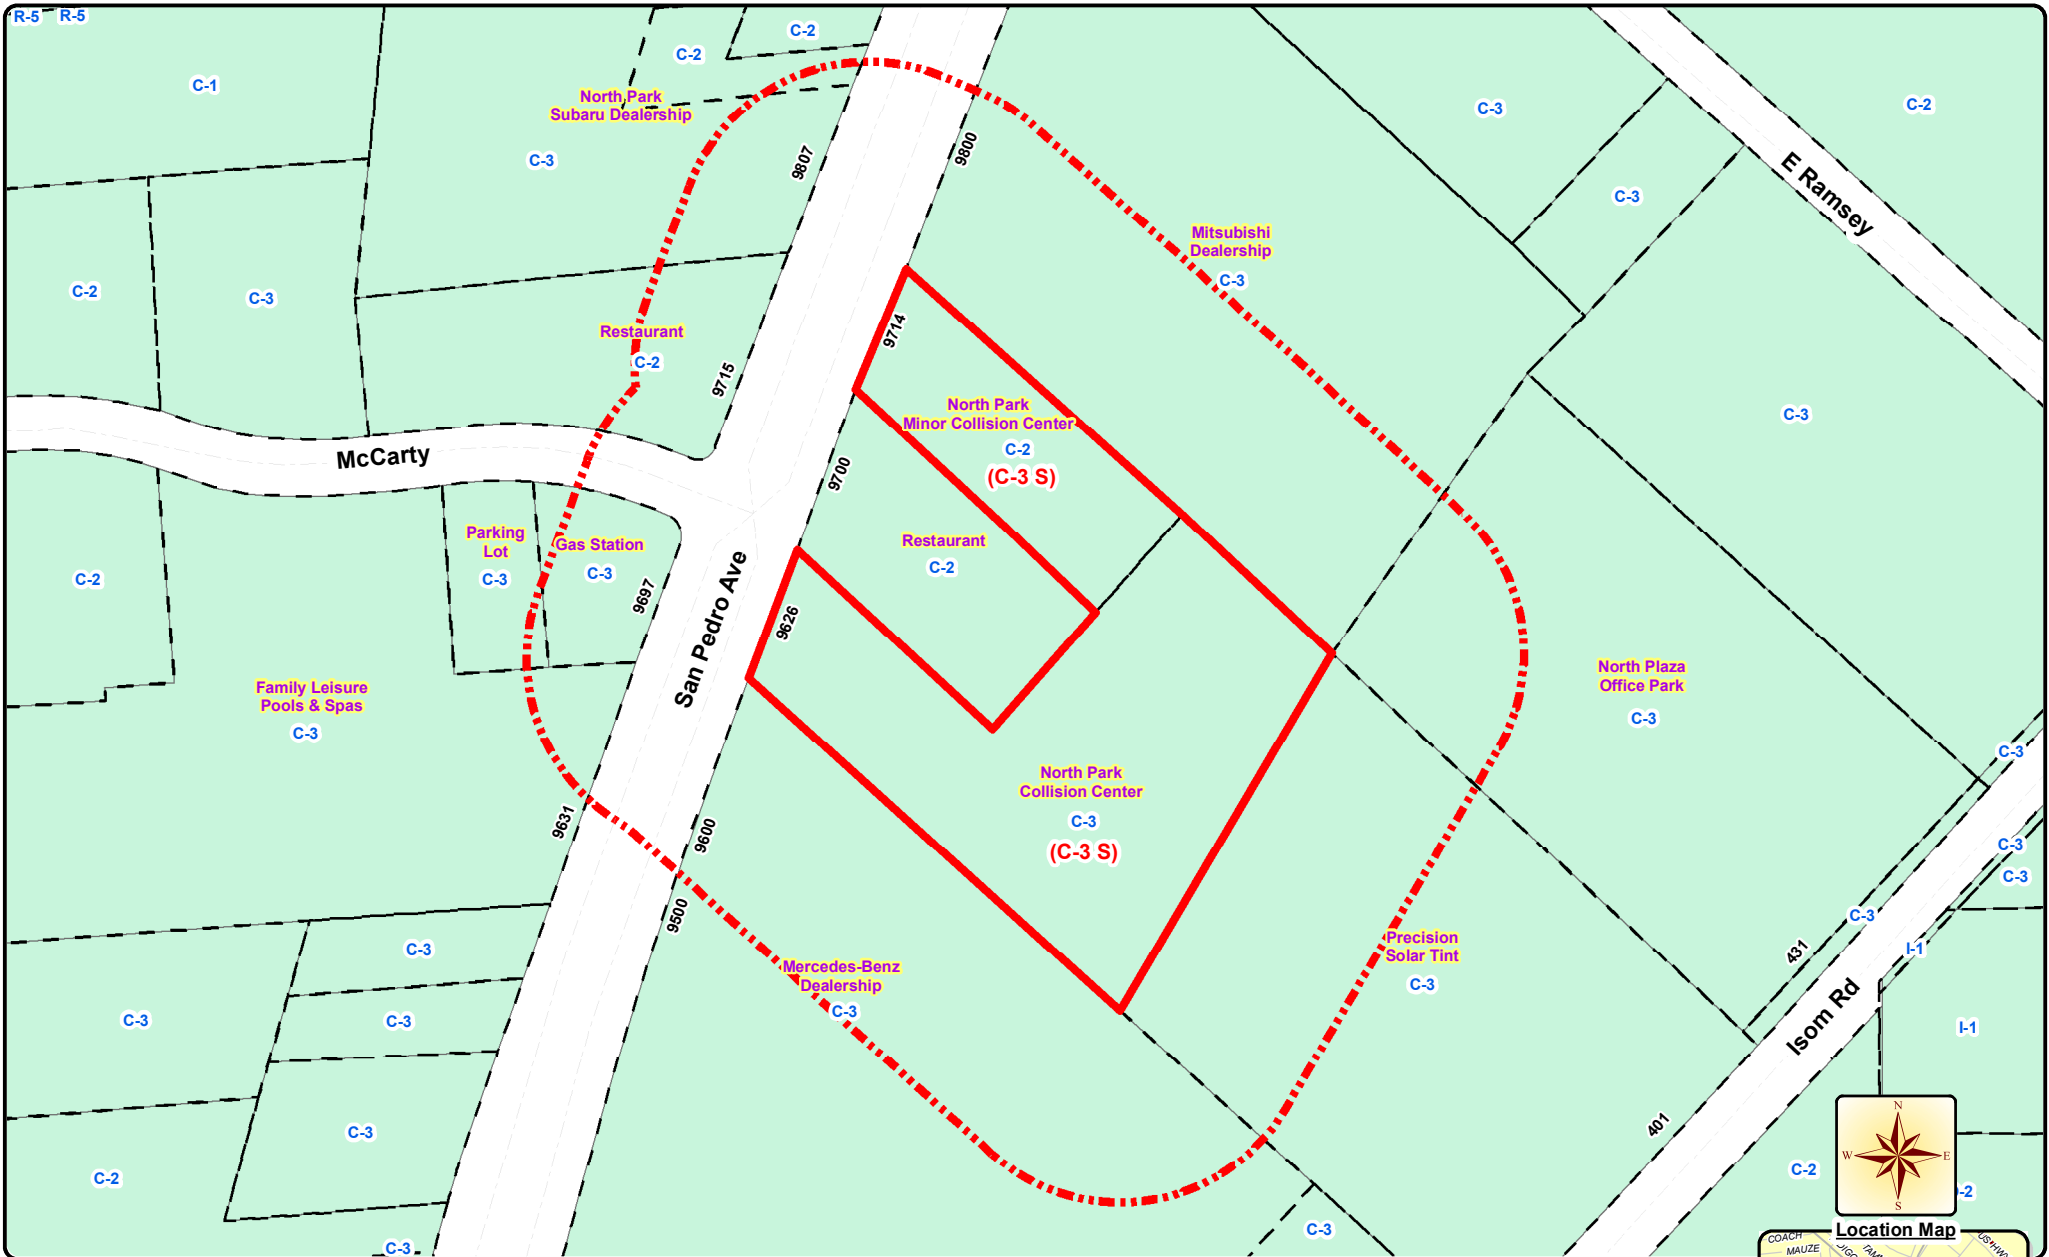 R-5
R-5
C-2
C-2
C-1
North Park
Subaru Dealership
C-3
C-3
C-2
9807
9800
C-3
E Ramsey
Mitsubishi
Dealership
C-3
C-2
C-3
Restaurant
C-2
9714
9715
North Park
Minor Collision Center
C-2
(C-3 S)
C-3
McCarty
9700
Restaurant
C-2
Parking
Lot
C-3
Gas Station
C-3
C-2
9697
San Pedro Ave
9626
Family Leisure
Pools & Spas
C-3
North Plaza
Office Park
C-3
C-3
North Park
Collision Center
C-3
(C-3 S)
9631
9600
9500
C-3
C-3
C-3
C-3
Precision
Solar Tint
C-3
431
I-1
Mercedes-Benz
Dealership
C-3
C-3
C-3
Isom Rd
I-1
C-3
401
C-2
C-2
N
W
E
S
-2
Location Map
C-3
C-3
COACH
MAUZE